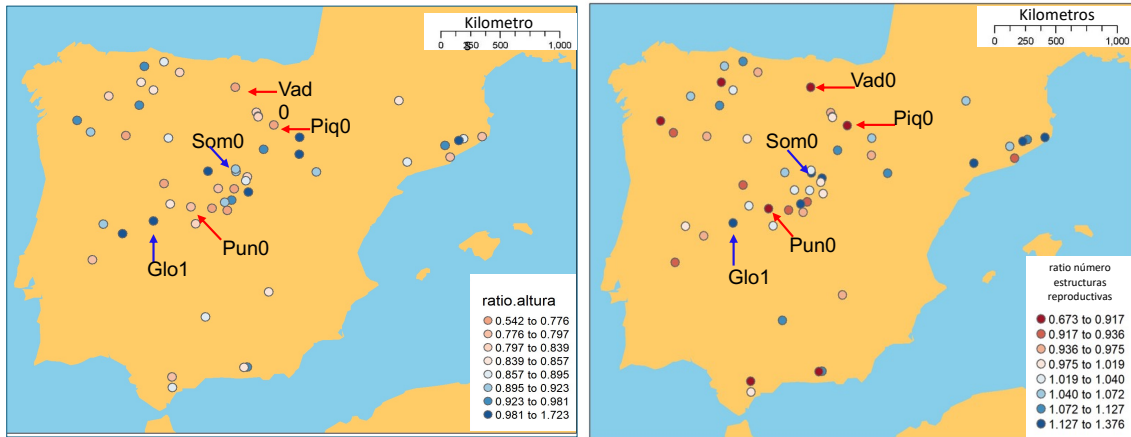 Kilometro
s
250
500
1,000
Vad
0
Piq0
Som0
Pun0
Glo1
ratio.altura
0.542 to 0.776
0.776 to 0.797
0.797 to 0.839
0.839 to 0.857
0.857 to 0.895
0.895 to 0.923
0.923 to 0.981
0.981 to 1.723
Kilometros
0 250 500 1,000
Vad0
Piq0
Som0
Pun0
Glo1
ratio número
estructuras
reproductivas
0.673 to 0.917
0.917 to 0.936
0.936 to 0.975
0.975 to 1.019
1.019 to 1.040
1.040 to 1.072
1.072 to 1.127
1.127 to 1.376